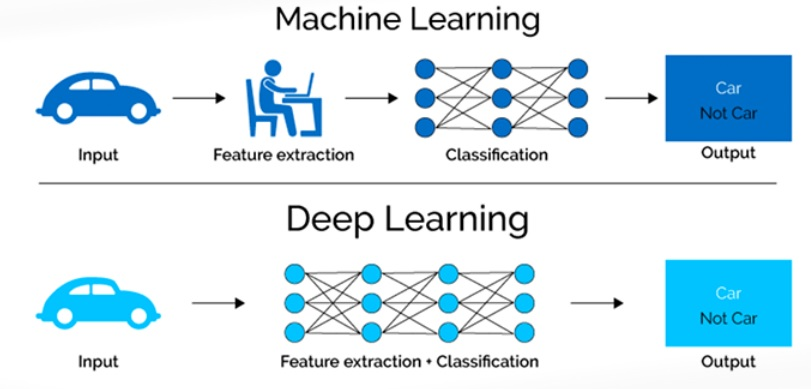 Machine Learning
Car
Not Car
Input
Feature extraction
Classification
Output
Deep Learning
Car
Not Car
Input
Feature extraction + Classification
Output